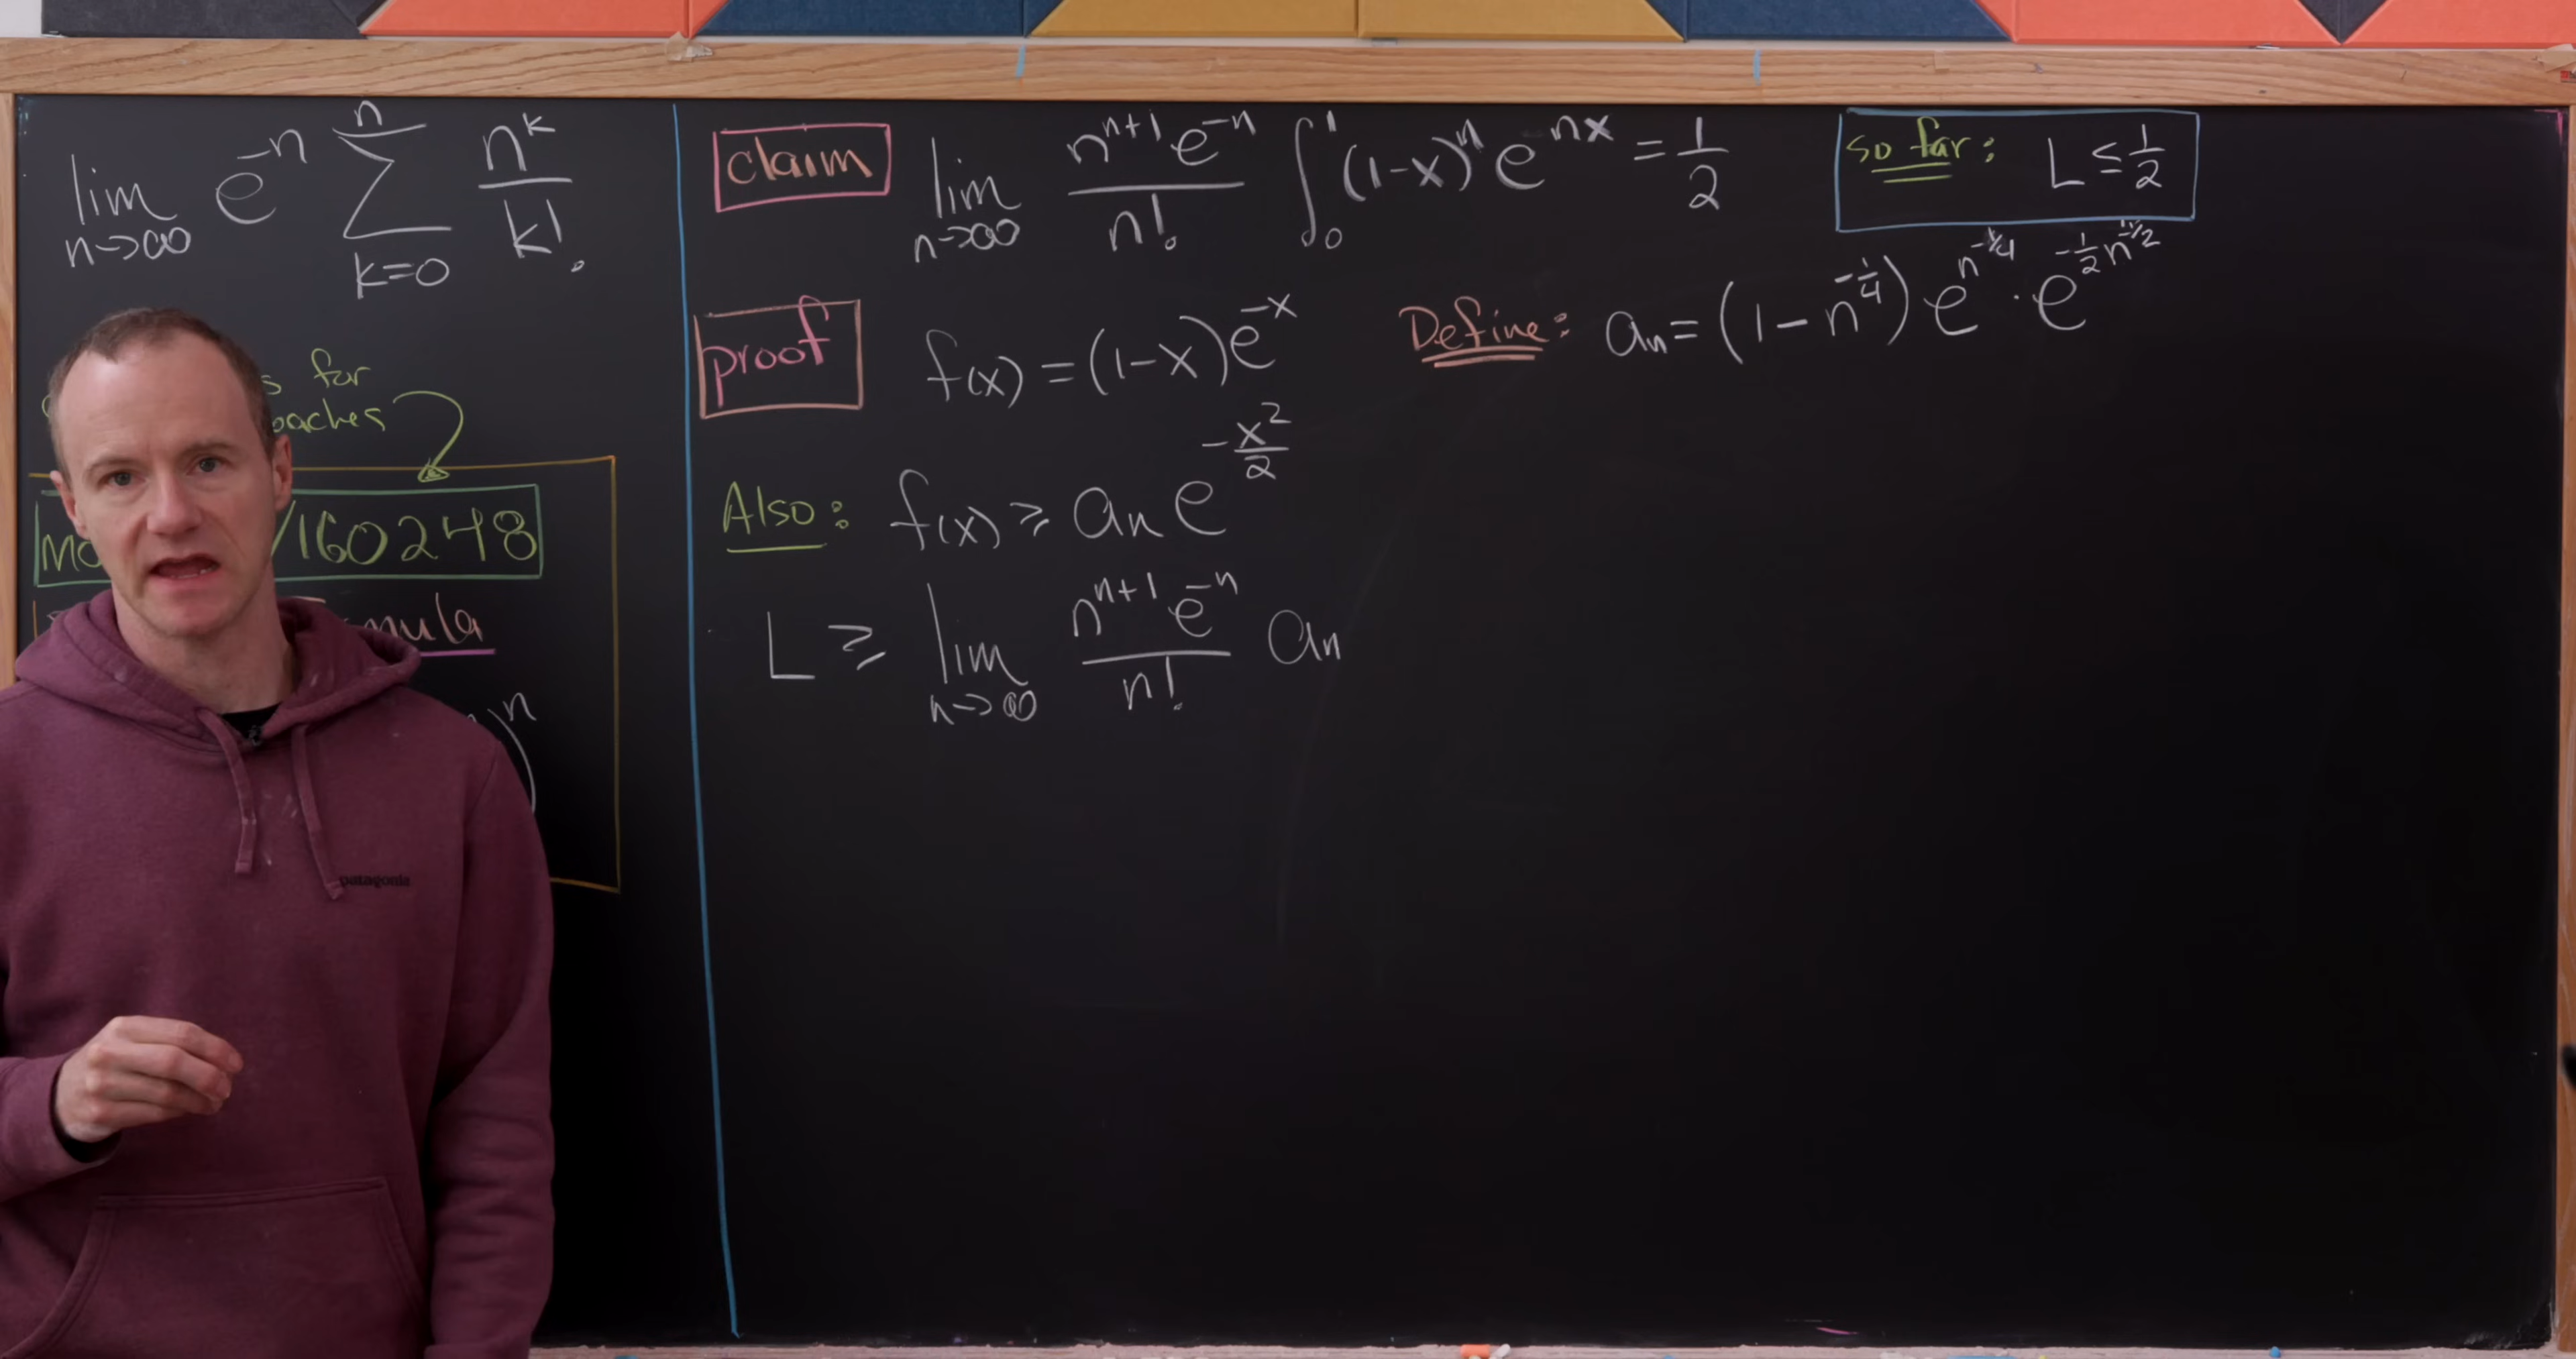 lim n→∞ e^{-n} ∑_{k=0}^{n} n^k / k!
s for
oaches
/160248
mula
)^n
claim lim n→∞ n^{n+1} e^{-n} / n! ∫_0^1 (1-x)^n e^{nx} = 1/2
so far: L ≤ 1/2
proof f(x) = (1-x) e^{-x}
Define: a_n = (1 - n^{-1/4}) e^{n^{-1/4}} · e^{-1/2 n^{-1/2}}
Also: f(x) ≥ a_n e^{-x^2/2}
L ≥ lim n→∞ n^{n+1} e^{-n} / n! a_n
patagonia